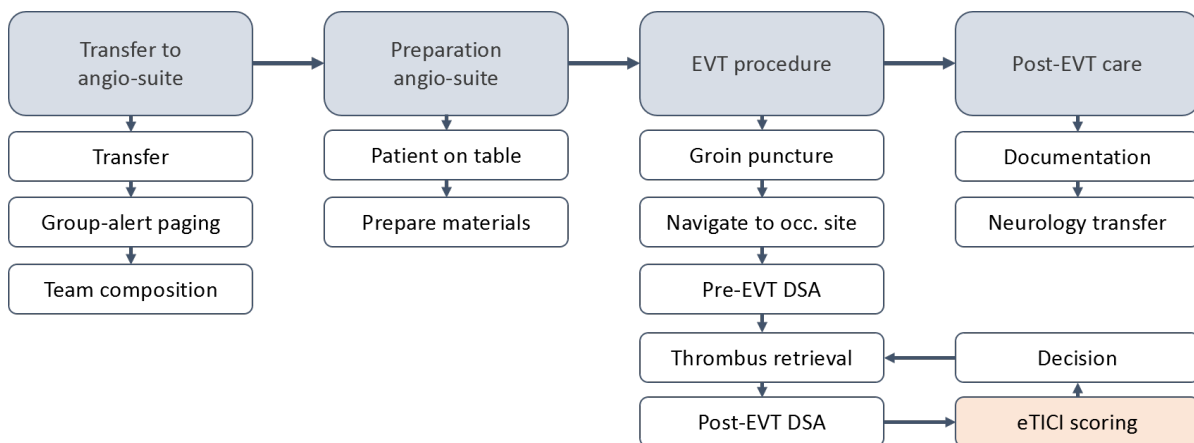 Transfer to
angio-suite
Preparation
angio-suite
EVT procedure
Post-EVT care
Transfer
Patient on table
Groin puncture
Documentation
Group-alert paging
Prepare materials
Navigate to occ. site
Neurology transfer
Team composition
Pre-EVT DSA
Thrombus retrieval
Decision
Post-EVT DSA
eTICI scoring